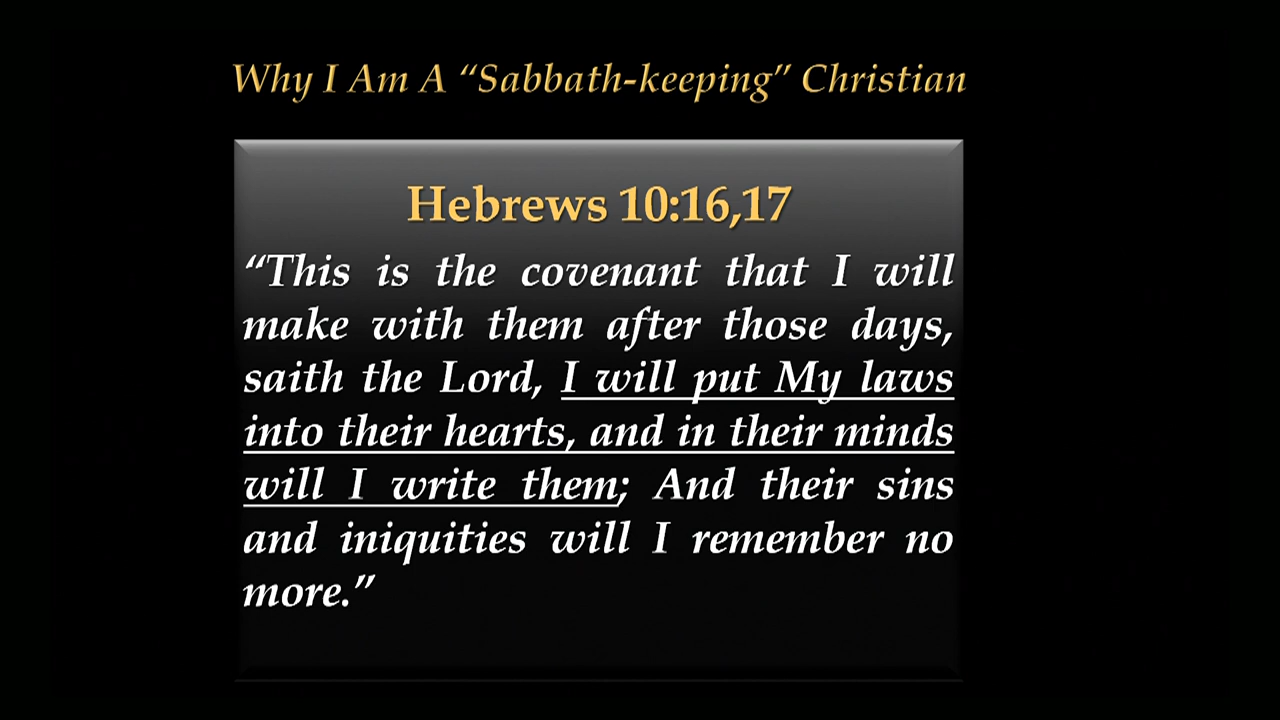 Why I Am A “Sabbath-keeping” Christian
Hebrews 10:16,17
“This is the covenant that I will
make with them after those days,
saith the Lord, I will put My laws
into their hearts, and in their minds
will I write them; And their sins
and iniquities will I remember no
more.”